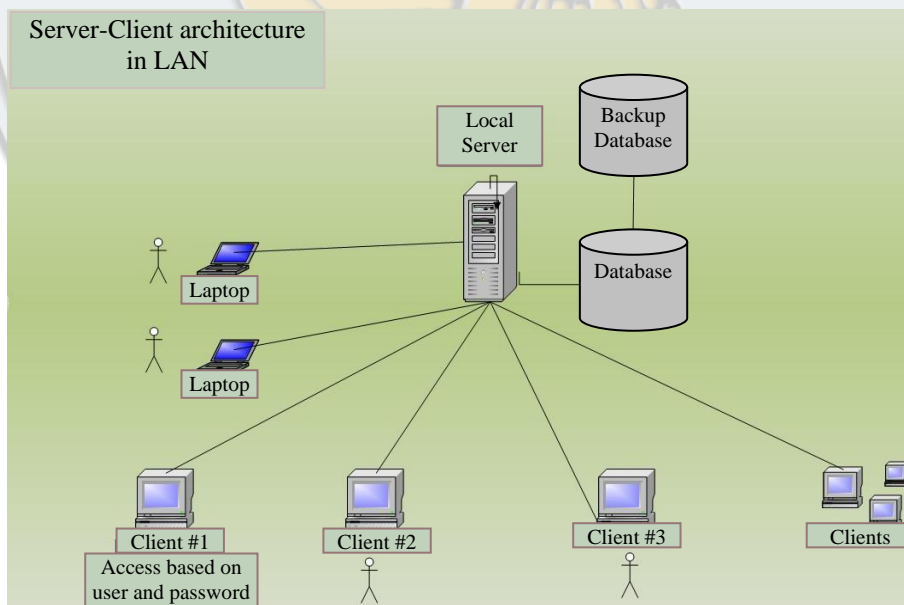 Server-Client architecture
in LAN
Local
Server
Backup
Database
Database
Laptop
Laptop
Client #1
Access based on
user and password
Client #2
Client #3
Clients